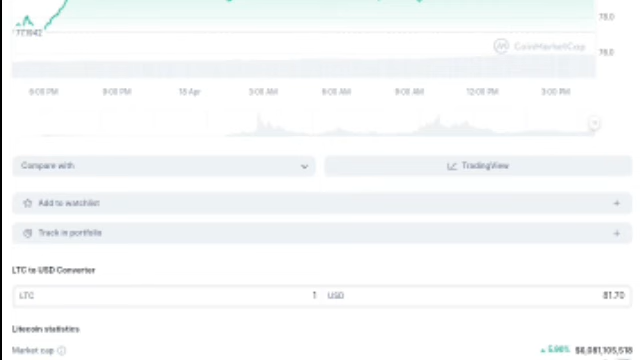 78.0
CoinMarketCap
78.0
6:00 PM 9:00 PM 18 Apr 3:00 AM 6:00 AM 9:00 AM 12:00 PM 3:00 PM
Compare with
TradingView
Add to watchlist +
Track in portfolio +
LTC to USD Converter
LTC 1 USD 81.70
Litecoin statistics
Market cap